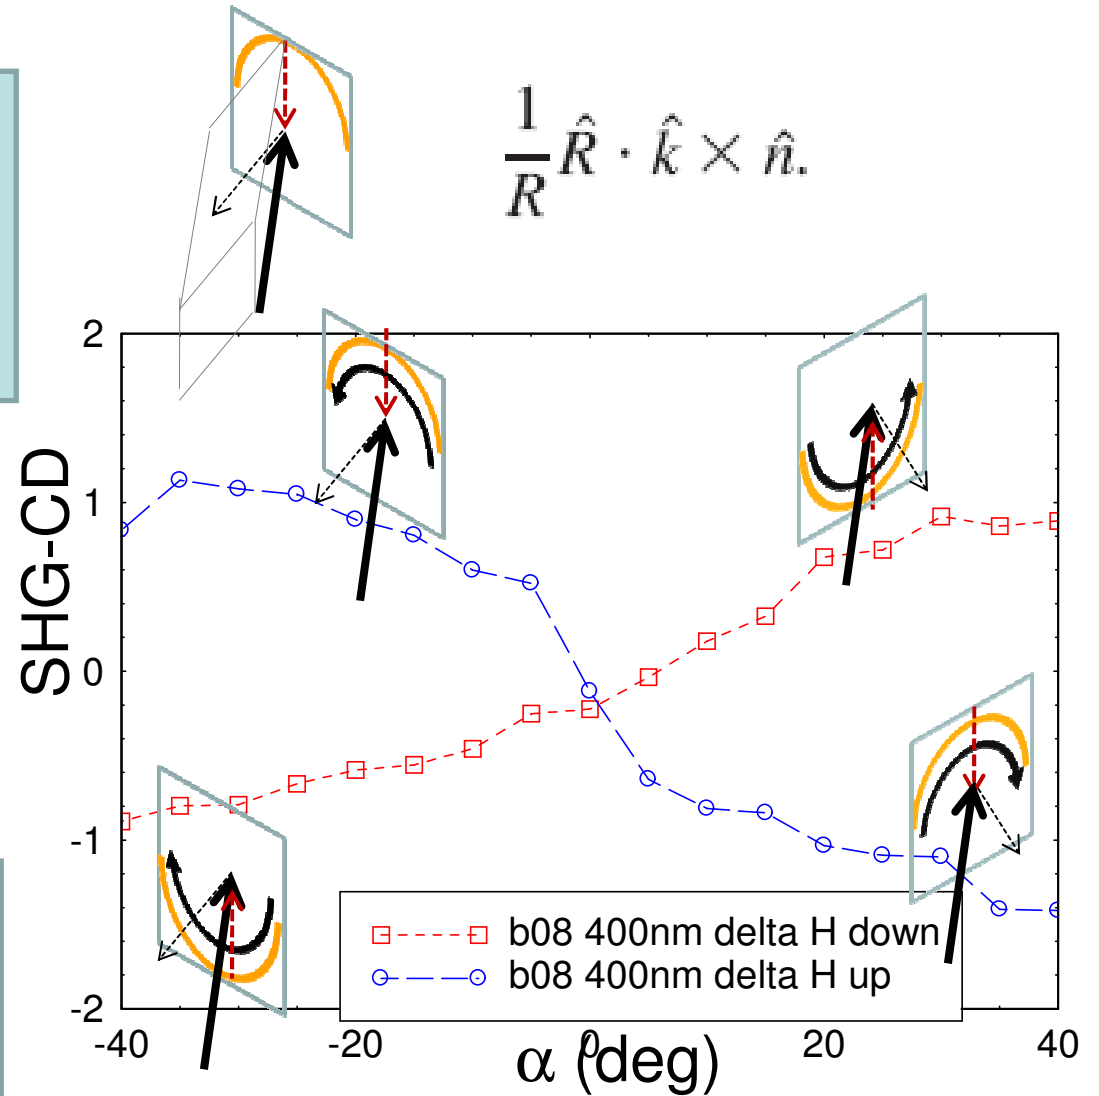 1/R R̂ · k̂ × n̂.
2
1
0
-1
-2
SHG-CD
-40
-20
0
20
40
α (deg)
b08 400nm delta H down
b08 400nm delta H up